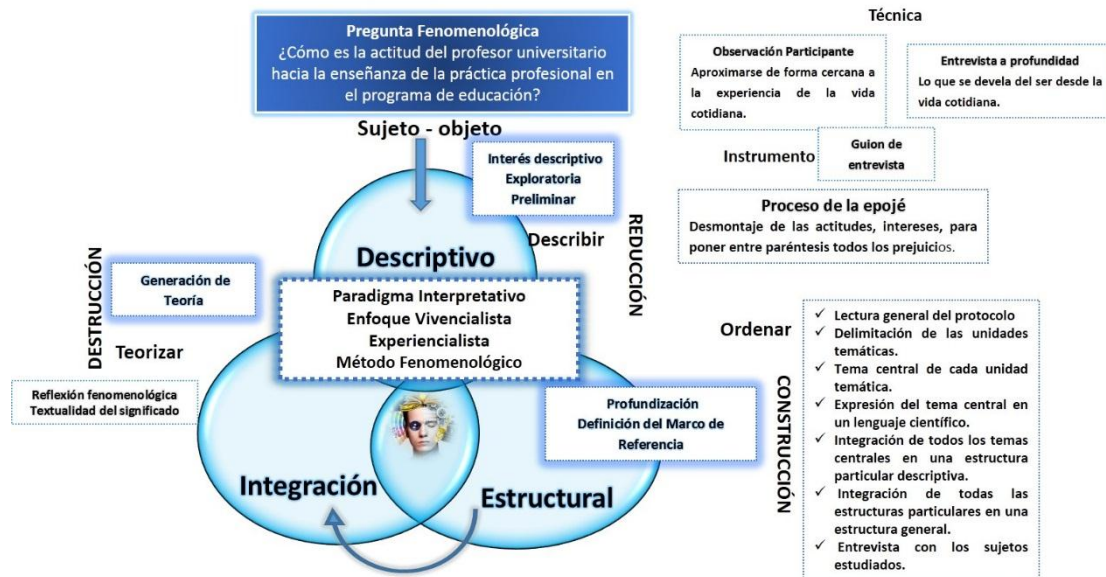 Pregunta Fenomenológica
¿Cómo es la actitud del profesor universitario
hacia la enseñanza de la práctica profesional en
el programa de educación?
Sujeto - objeto
Técnica
Observación Participante
Aproximarse de forma cercana a
la experiencia de la vida
cotidiana.
Entrevista a profundidad
Lo que se devela del ser desde la
vida cotidiana.
Instrumento
Guion de
entrevista
Proceso de la epojé
Desmontaje de las actitudes, intereses, para
poner entre paréntesis todos los prejuicios.
Interés descriptivo
Exploratoria
Preliminar
Describir
REDUCCIÓN
Descriptivo
Paradigma Interpretativo
Enfoque Vivencialista
Experiencialista
Método Fenomenológico
DESTRUCCIÓN
Generación de
Teoría
Teorizar
Reflexión fenomenológica
Textualidad del significado
Profundización
Definición del Marco de
Referencia
Integración
Estructural
Ordenar
CONSTRUCCIÓN
✓ Lectura general del protocolo
✓ Delimitación de las unidades
temáticas.
✓ Tema central de cada unidad
temática.
✓ Expresión del tema central en
un lenguaje científico.
✓ Integración de todos los temas
centrales en una estructura
particular descriptiva.
✓ Integración de todas las
estructuras particulares en una
estructura general.
✓ Entrevista con los sujetos
estudiados.